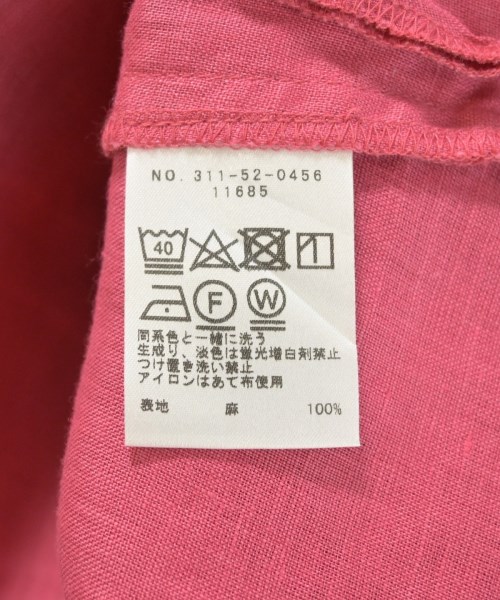 NO. 311-52-0456
11685
40
F W
同系色と一緒に洗う
生成り、淡色は蛍光増白剤禁止
つけ置き洗い禁止
アイロンはあて布使用
表地 麻 100%